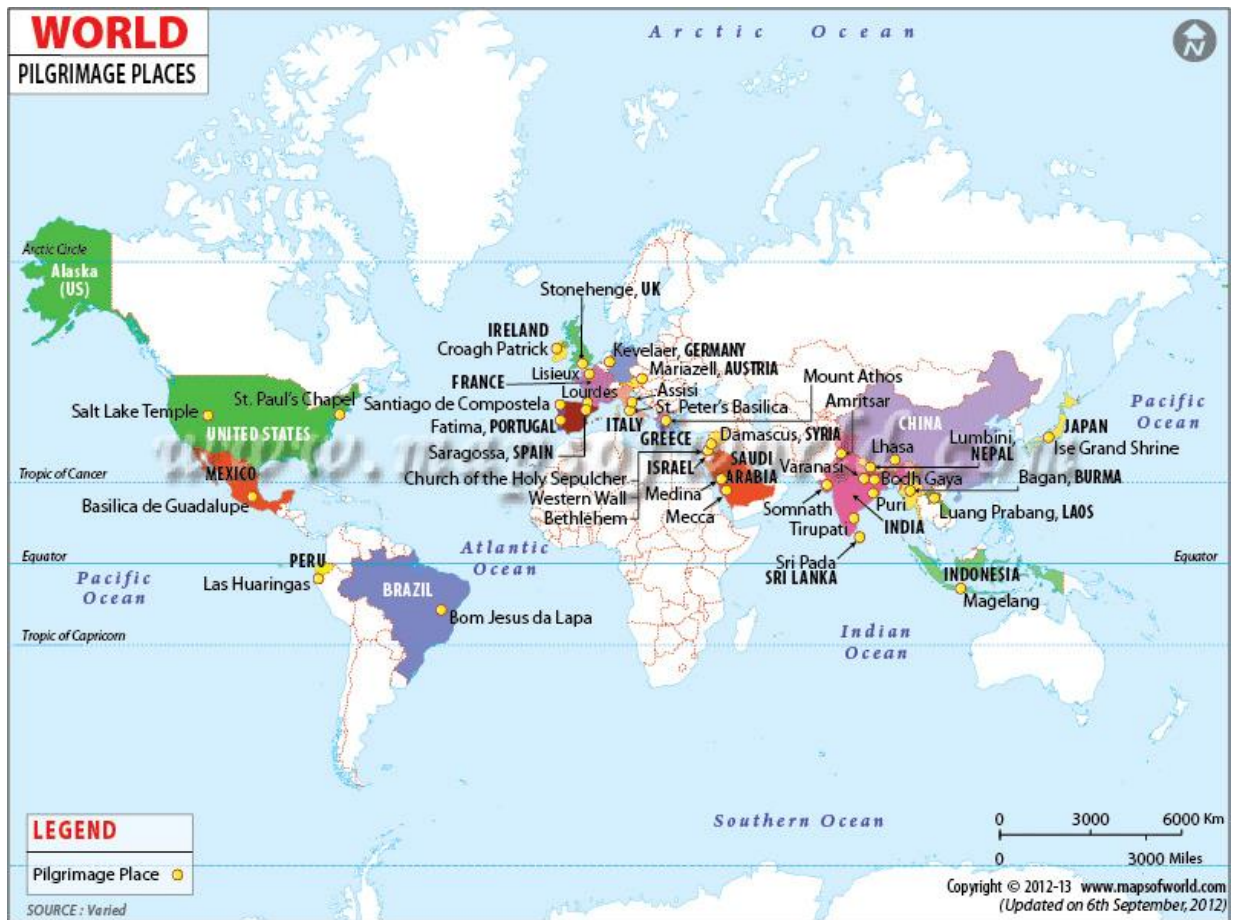 WORLD
PILGRIMAGE PLACES
Arctic Ocean
N
Arctic Circle
Alaska
(US)
Stonehenge, UK
IRELAND
Croagh Patrick
Kevelaer, GERMANY
Lisieux
Mariazell, AUSTRIA
FRANCE
Lourdes
Assisi
Mount Athos
Santiago de Compostela
St. Peter's Basilica
Amritsar
St. Paul's Chapel
Salt Lake Temple
UNITED STATES
Fatima, PORTUGAL
ITALY
GREECE
CHINA
Pacific
Ocean
JAPAN
Ise Grand Shrine
Saragossa, SPAIN
Damascus, SYRIA
Lhasa
Lumbini,
NEPAL
MEXICO
Tropic of Cancer
Church of the Holy Sepulcher
ISRAEL
SAUDI
ARABIA
Varanasi
Bodh Gaya
Bagan, BURMA
Basilica de Guadalupe
Western Wall
Medina
Bethlehem
Mecca
Somnath
Puri
Luang Prabang, LAOS
Tirupati
INDIA
Atlantic
Ocean
Equator
Equator
PERU
Sri Pada
SRI LANKA
Pacific
Ocean
Las Huaringas
BRAZIL
INDONESIA
Magelang
Bom Jesus da Lapa
Tropic of Capricorn
Indian
Ocean
LEGEND
Pilgrimage Place
Southern Ocean
0 3000 6000 Km
0 3000 Miles
SOURCE : Varied
Copyright © 2012-13 www.mapsofworld.com
(Updated on 6th September, 2012)